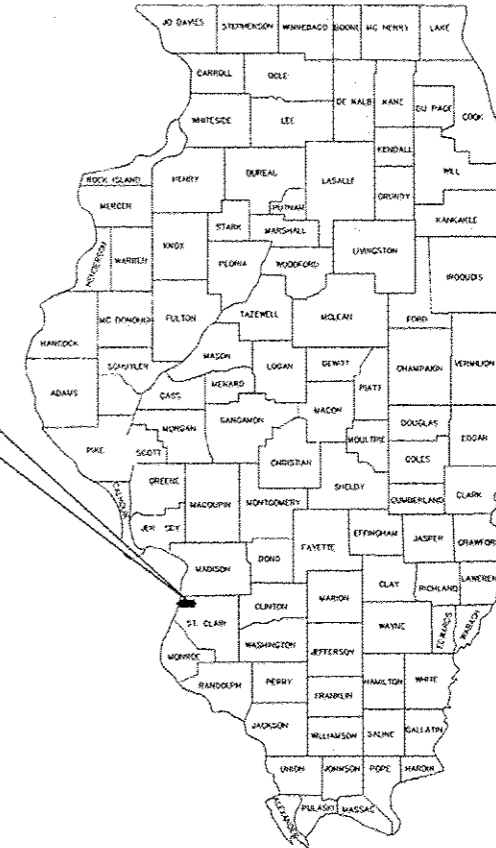 JO DAVIES STEPHENSON WINNEBAGO BOONE MC HENRY LAKE
CARROLL OGLE
DE KALB KANE DU PAGE COOK
WHITESIDE LEE
KENDALL
ROCK ISLAND HENRY BUREAU LASALLE GRUNDY WILL
MERCER PUTNAM
KANKAKEE
STARK MARSHALL
HENDERSON WARREN KNOX PEORIA WOODFORD LIVINGSTON IROQUOIS
HANCOCK MC DONOUGH FULTON TAZEWELL MCLEAN FORD
MASON
ADAMS SCHUYLER LOGAN DEWITT CHAMPAIGN VERMILION
CASS MENARD PIATT
MORGAN SANGAMON MACON DOUGLAS
PIKE SCOTT MOULTRIE EDGAR
CHRISTIAN COLES
GREENE SHELBY
CALHOUN MACOUPIN MONTGOMERY CUMBERLAND CLARK
JERSEY
EFFINGHAM JASPER CRAWFORD
MADISON BOND FAYETTE
CLAY RICHLAND LAWERENCE
CLINTON MARION
ST. CLAIR WAYNE EDWARDS WABASH
WASHINGTON JEFFERSON
MONROE
RANDOLPH PERRY HAMILTON WHITE
FRANKLIN
JACKSON WILLIAMSON SALINE GALLATIN
UNION JOHNSON POPE HARDIN
ALEXANDER PULASKI MASSAC